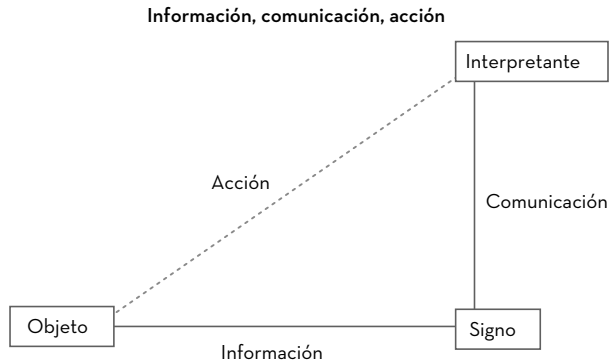 Información, comunicación, acción
Interpretante
Acción
Comunicación
Objeto
Signo
Información